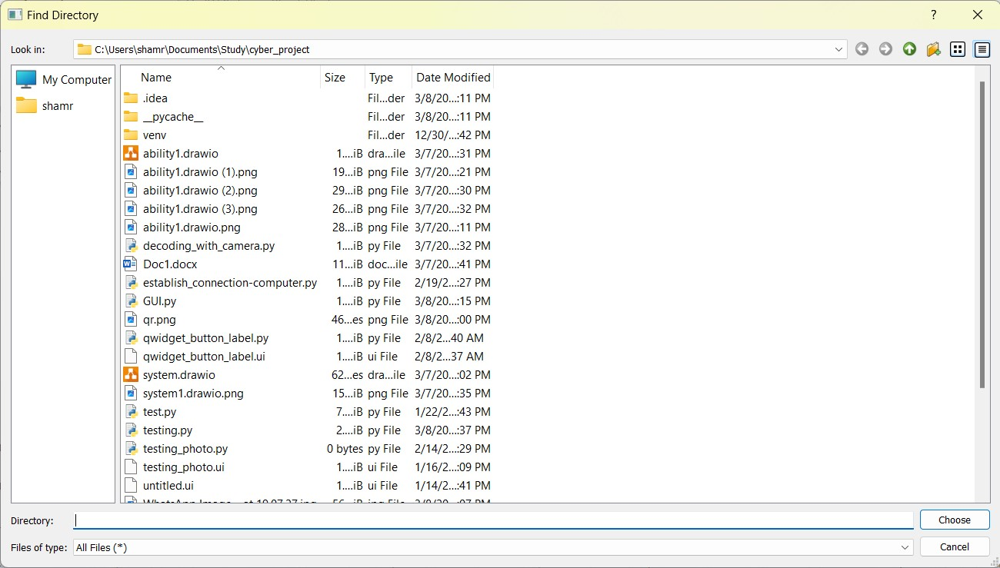 Find Directory ?
Look in: C:\Users\shamr\Documents\Study\cyber_project
My Computer
shamr
Name Size Type Date Modified
.idea Fil...der 3/8/20...:11 PM
__pycache__ Fil...der 3/8/20...:11 PM
venv Fil...der 12/30/...:42 PM
ability1.drawio 1....iB dra...ile 3/7/20...:31 PM
ability1.drawio (1).png 19...iB png File 3/7/20...:21 PM
ability1.drawio (2).png 29...iB png File 3/7/20...:30 PM
ability1.drawio (3).png 26...iB png File 3/7/20...:32 PM
ability1.drawio.png 28...iB png File 3/7/20...:11 PM
decoding_with_camera.py 1....iB py File 3/7/20...:32 PM
Doc1.docx 11...iB doc...ile 3/7/20...:41 PM
establish_connection-computer.py 1....iB py File 2/19/2...:27 PM
GUI.py 1....iB py File 3/8/20...:15 PM
qr.png 46...es png File 3/8/20...:00 PM
qwidget_button_label.py 1....iB py File 2/8/2...40 AM
qwidget_button_label.ui 1....iB ui File 2/8/2...37 AM
system.drawio 62...es dra...ile 3/7/20...:02 PM
system1.drawio.png 15...iB png File 3/7/20...:35 PM
test.py 7....iB py File 1/22/2...:43 PM
testing.py 2....iB py File 3/8/20...:37 PM
testing_photo.py 0 bytes py File 2/14/2...:29 PM
testing_photo.ui 1....iB ui File 1/16/2...:09 PM
untitled.ui 1....iB ui File 1/14/2...:41 PM
Directory: Choose
Files of type: All Files (*) Cancel